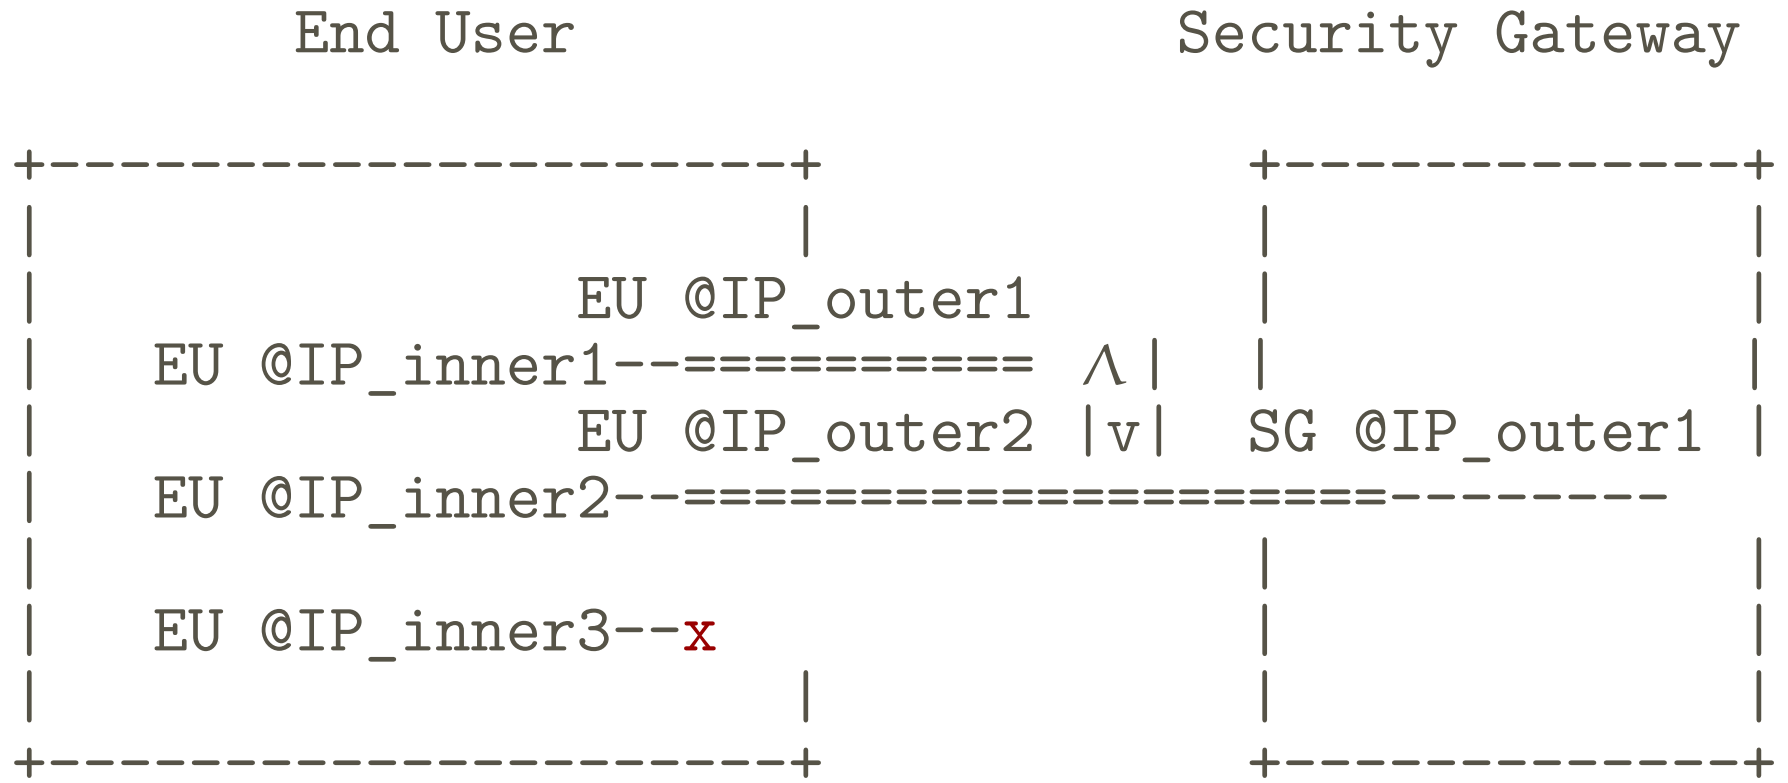 End User                 Security Gateway

+---------------------+            +-------------+
|                     |            |             |
|               EU @IP_outer1      |             |
|   EU @IP_inner1--========== Λ|  |             |
|               EU @IP_outer2 |v|  SG @IP_outer1 |
|   EU @IP_inner2--====================--------
|                                  |             |
|   EU @IP_inner3--x               |             |
|                     |            |             |
+---------------------+            +-------------+